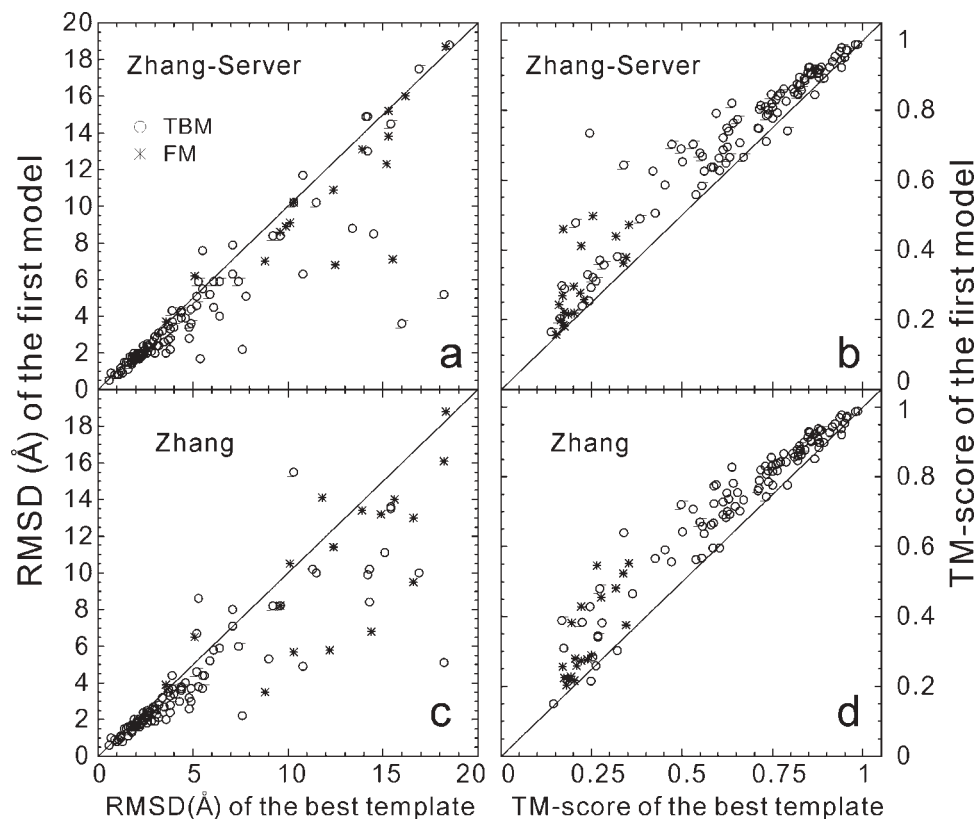 20
18
16
14
12
10
8
6
4
2
0
Zhang-Server
TBM
FM
a
Zhang-Server
b
1
0.8
0.6
0.4
0.2
0
18
16
14
12
10
8
6
4
2
0
Zhang
c
Zhang
d
1
0.8
0.6
0.4
0.2
0
0 5 10 15 20
0 0.25 0.5 0.75 1
RMSD (Å) of the first model
TM-score of the first model
RMSD(Å) of the best template
TM-score of the best template